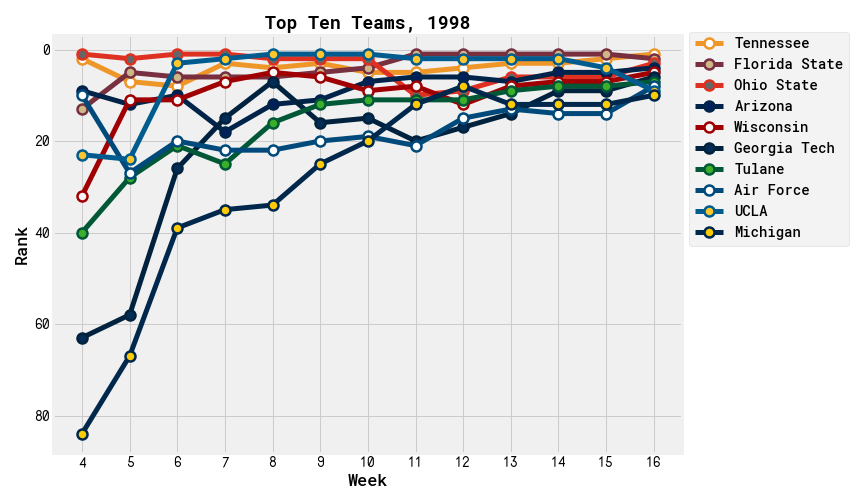 Top Ten Teams, 1998
Tennessee
Florida State
Ohio State
Arizona
Wisconsin
Georgia Tech
Tulane
Air Force
UCLA
Michigan
0
20
40
60
80
Rank
4 5 6 7 8 9 10 11 12 13 14 15 16
Week